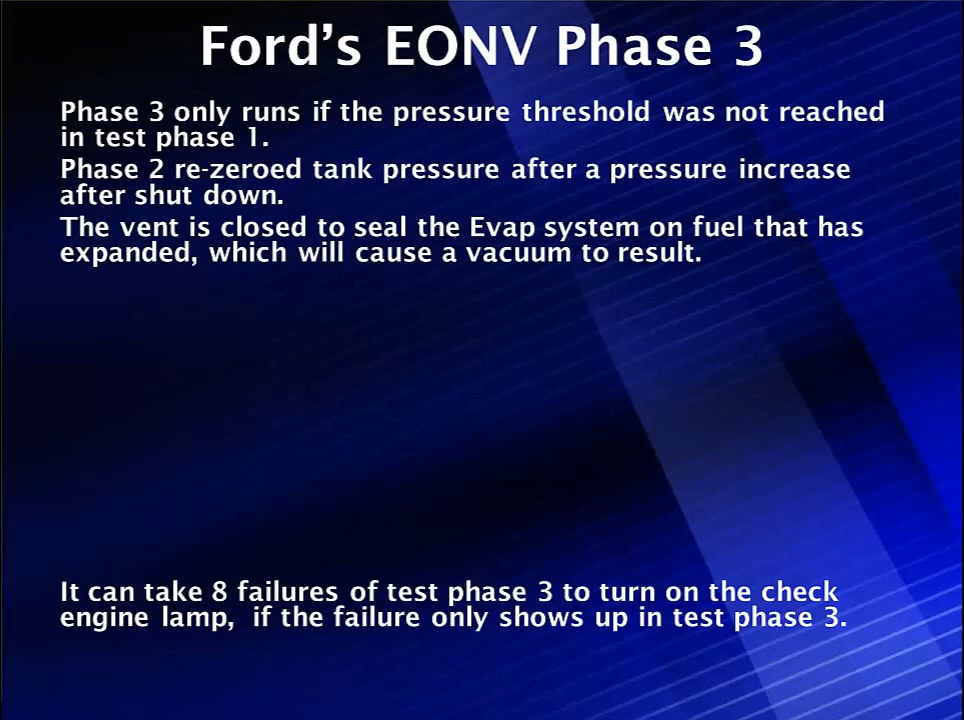 Ford’s EONV Phase 3
Phase 3 only runs if the pressure threshold was not reached
in test phase 1.
Phase 2 re-zeroed tank pressure after a pressure increase
after shut down.
The vent is closed to seal the Evap system on fuel that has
expanded, which will cause a vacuum to result.
It can take 8 failures of test phase 3 to turn on the check
engine lamp,  if the failure only shows up in test phase 3.